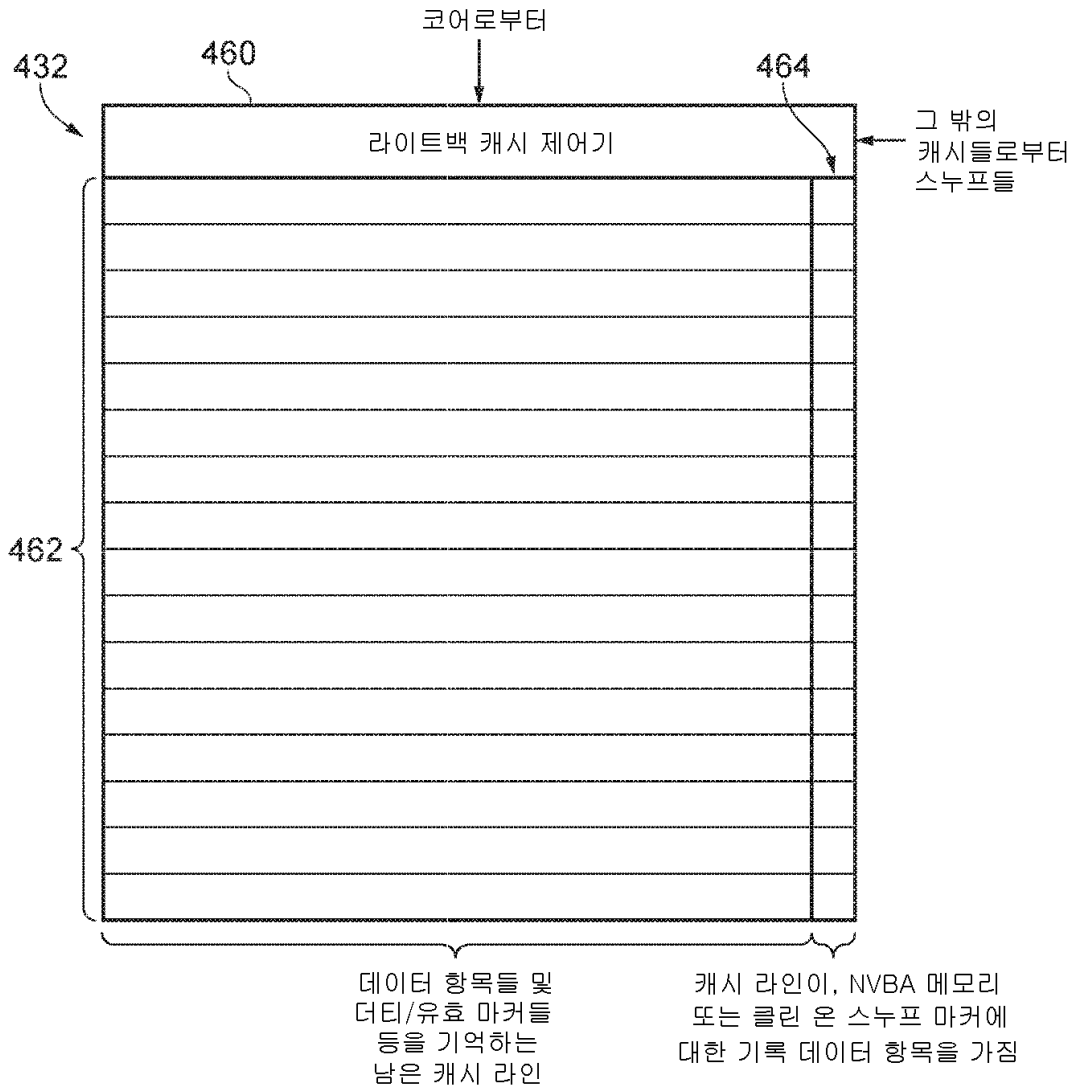 코어로부터
432
460
464
라이트백 캐시 제어기
그 밖의
캐시들로부터
스누프들
462
데이터 항목들 및
더티/유효 마커들
등을 기억하는
남은 캐시 라인
캐시 라인이, NVBA 메모리
또는 클린 온 스누프 마커에
대한 기록 데이터 항목을 가짐